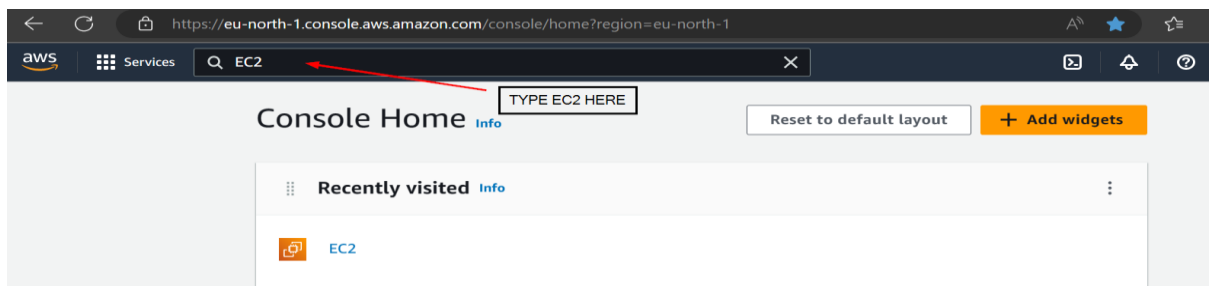 https://eu-north-1.console.aws.amazon.com/console/home?region=eu-north-1
aws Services EC2
TYPE EC2 HERE
Console Home Info Reset to default layout + Add widgets
Recently visited Info
EC2